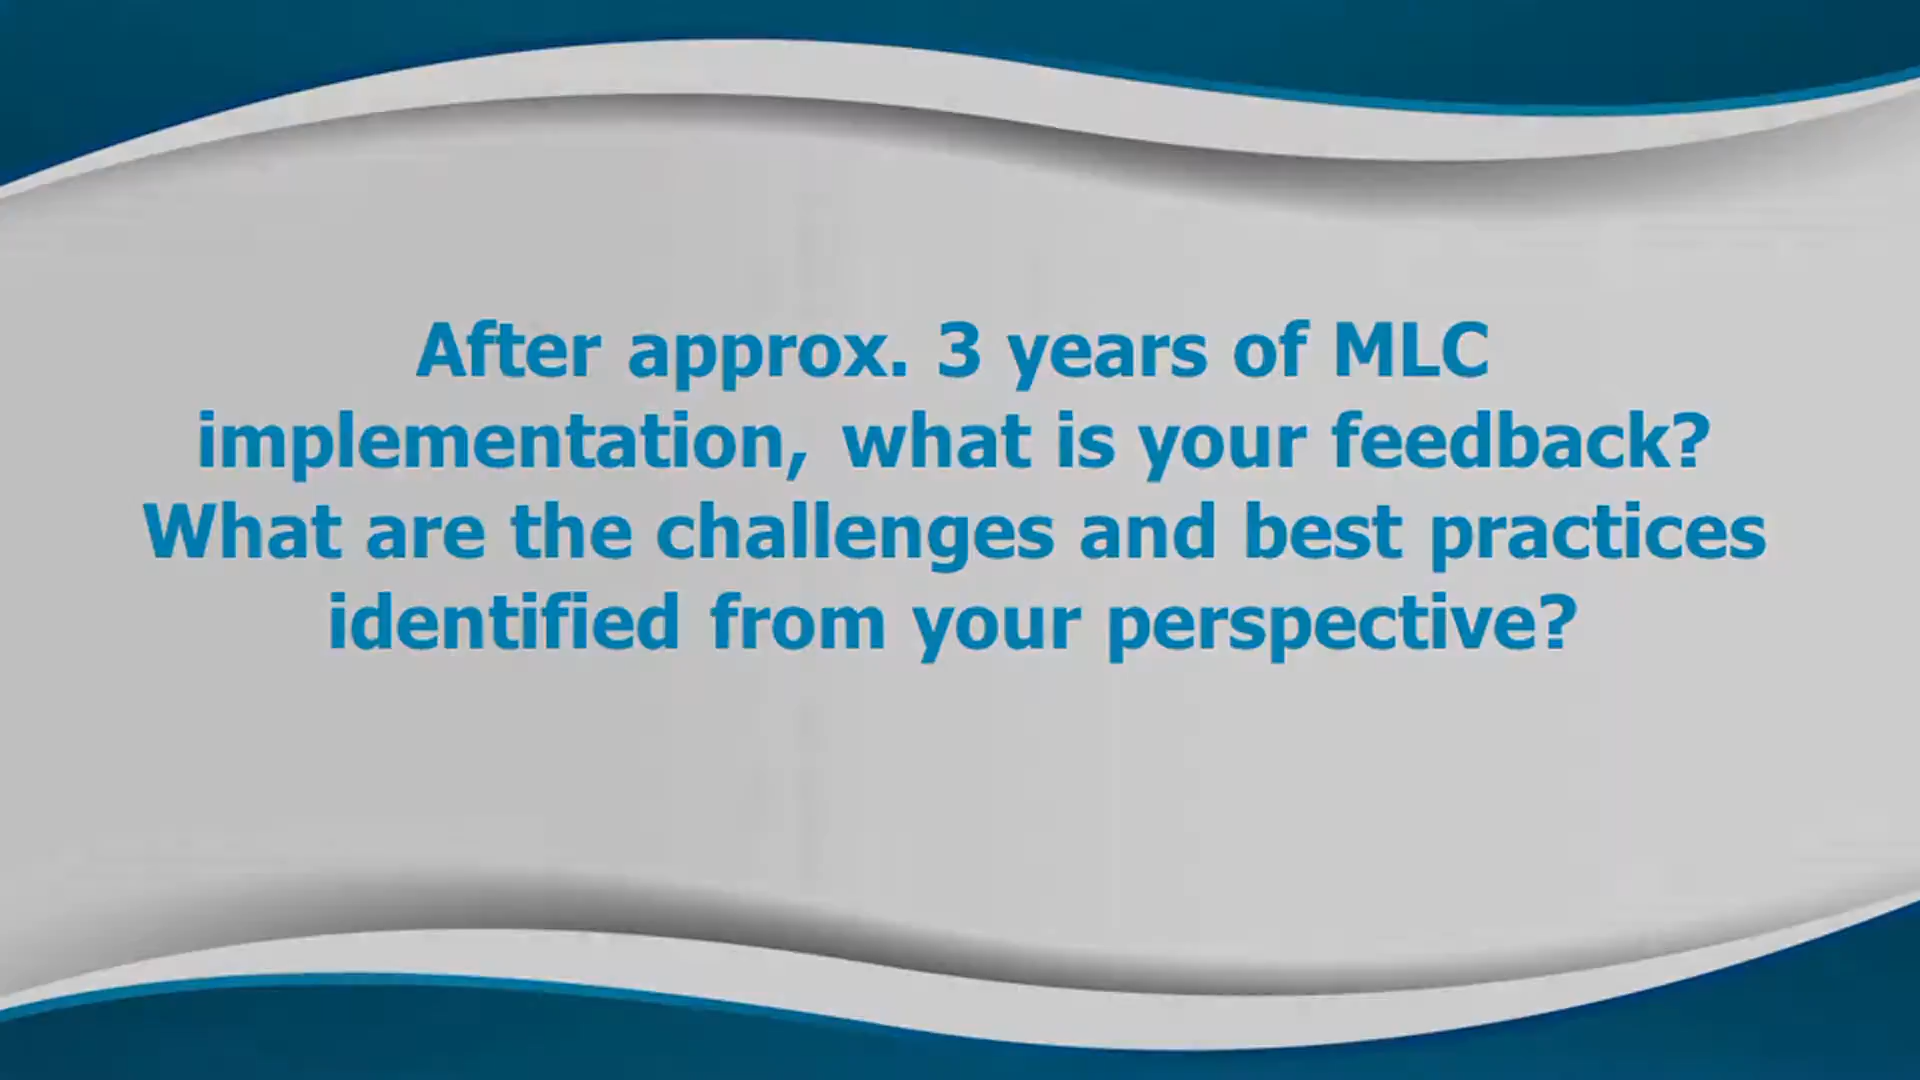 After approx. 3 years of MLC
implementation, what is your feedback?
What are the challenges and best practices
identified from your perspective?